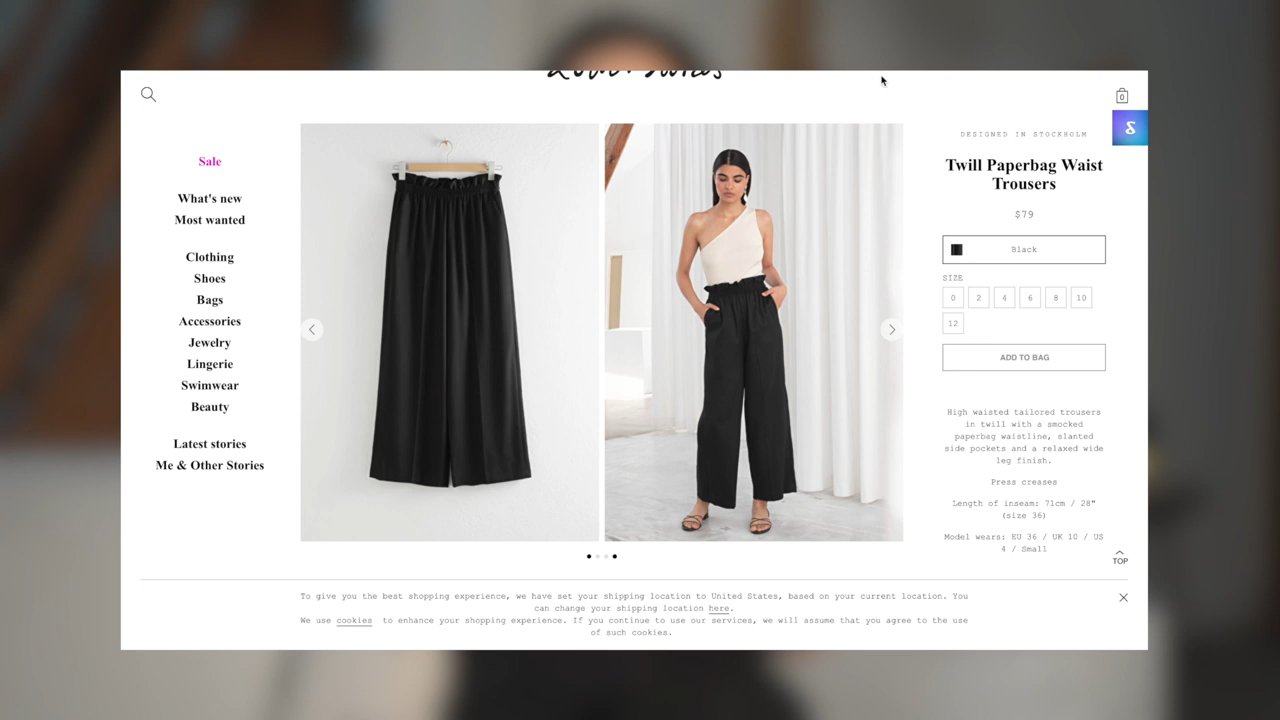 0
Sale
What's new
Most wanted
Clothing
Shoes
Bags
Accessories
Jewelry
Lingerie
Swimwear
Beauty
Latest stories
Me & Other Stories
DESIGNED IN STOCKHOLM
Twill Paperbag Waist
Trousers
$79
Black
SIZE
0 2 4 6 8 10
12
ADD TO BAG
High waisted tailored trousers
in twill with a smocked
paperbag waistline, slanted
side pockets and a relaxed wide
leg finish.
Press creases
Length of inseam: 71cm / 28"
(size 36)
Model wears: EU 36 / UK 10 / US
4 / Small
TOP
To give you the best shopping experience, we have set your shipping location to United States, based on your current location. You
can change your shipping location here.
We use cookies to enhance your shopping experience. If you continue to use our services, we will assume that you agree to the use
of such cookies.